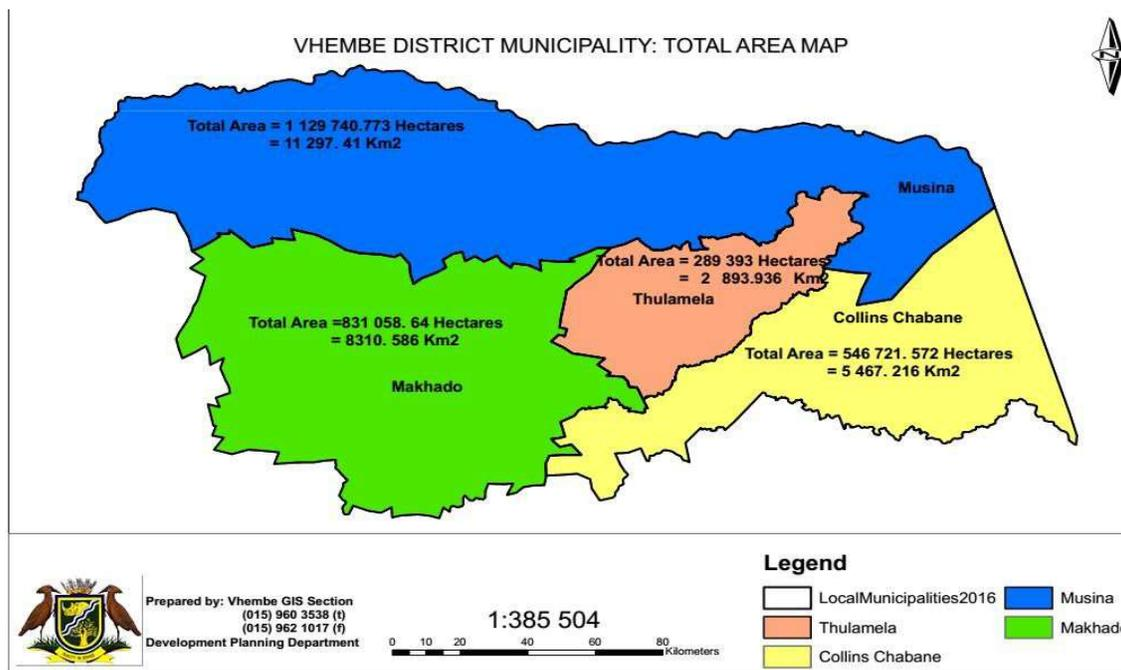 VHEMBE DISTRICT MUNICIPALITY: TOTAL AREA MAP
Total Area = 1 129 740.773 Hectares
= 11 297. 41 Km2
Musina
Total Area = 289 393 Hectares
= 2 893.936 Km2
Thulamela
Total Area =831 058. 64 Hectares
= 8310. 586 Km2
Makhado
Collins Chabane
Total Area = 546 721. 572 Hectares
= 5 467. 216 Km2
Prepared by: Vhembe GIS Section
(015) 960 3538 (t)
(015) 962 1017 (f)
Development Planning Department
1:385 504
0 10 20 40 60 80
Kilometers
Legend
LocalMunicipalities2016
Thulamela
Collins Chabane
Musina
Makhado